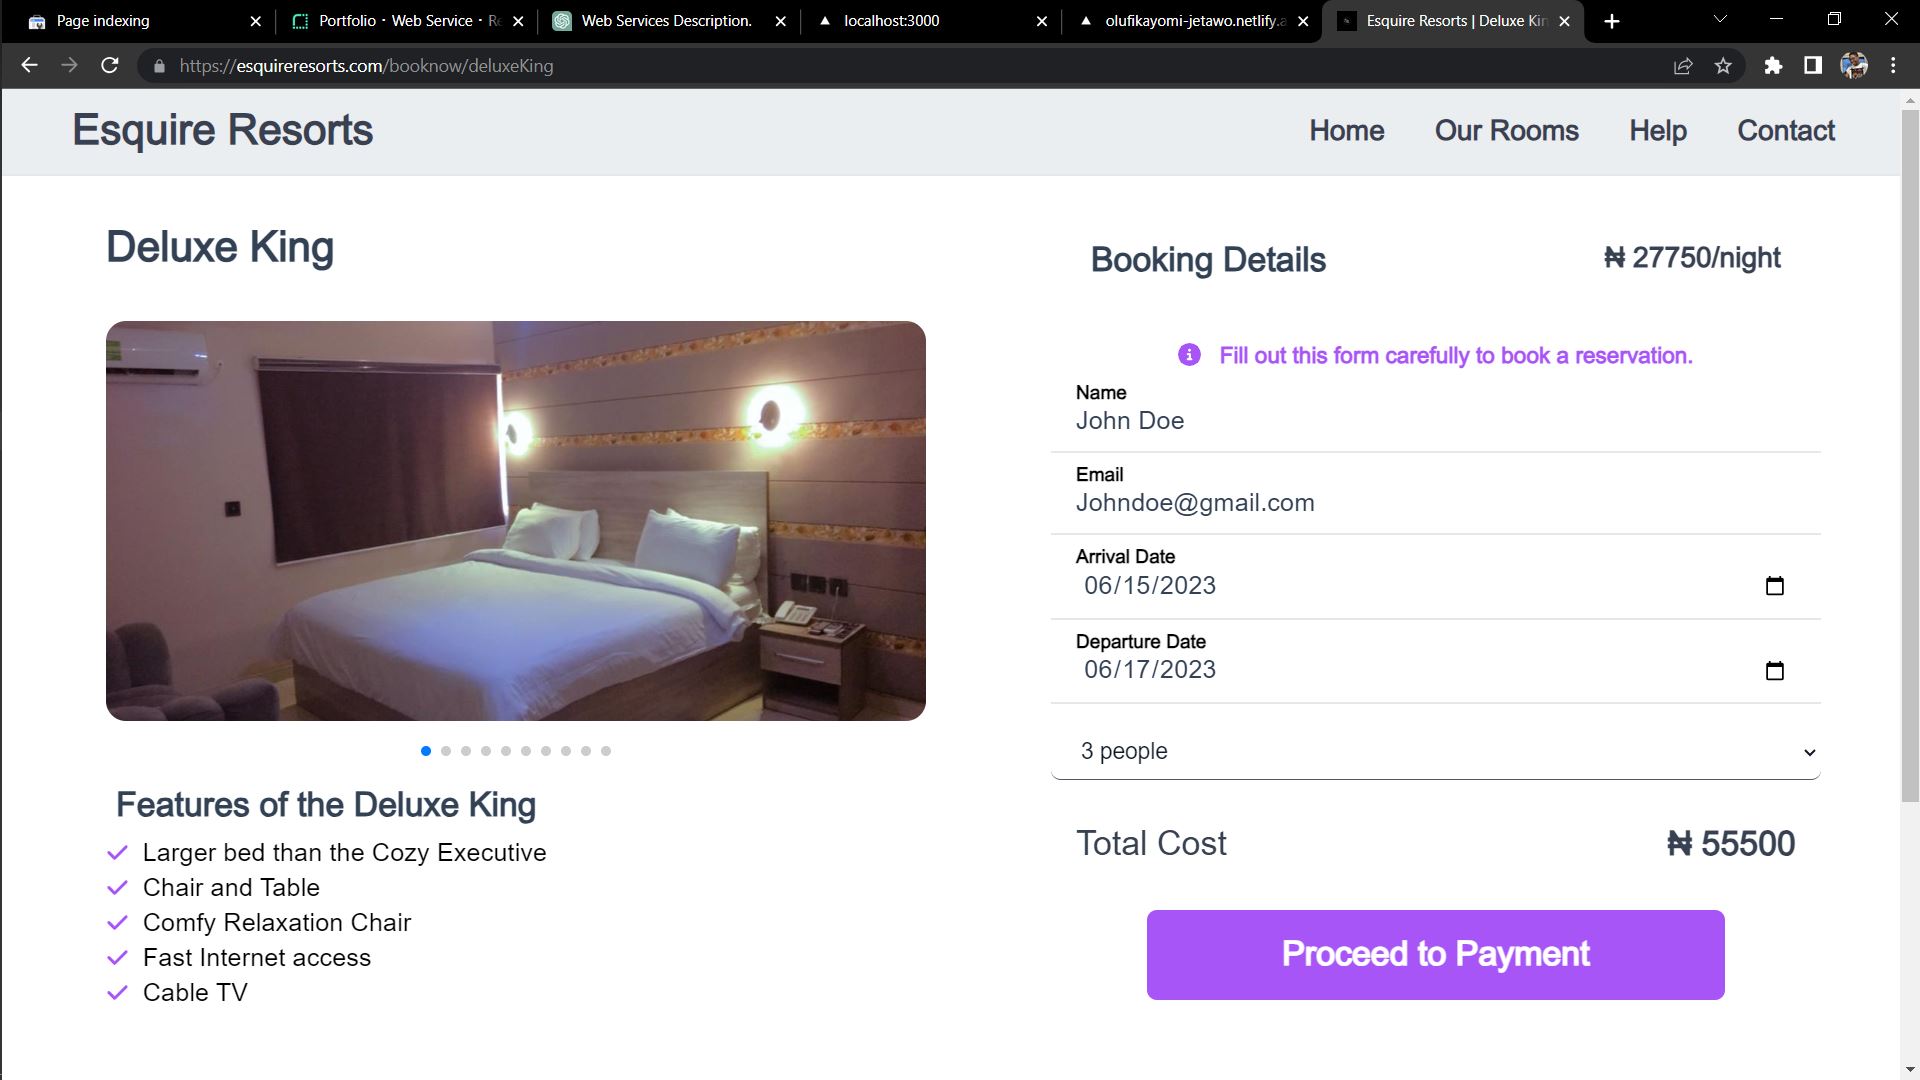 Page indexing
Portfolio · Web Service · Re
Web Services Description.
localhost:3000
olufikayomi-jetawo.netlify.a
Esquire Resorts | Deluxe Kin
https://esquireresorts.com/booknow/deluxeKing
Esquire Resorts
Home
Our Rooms
Help
Contact
Deluxe King
Booking Details
₦ 27750/night
Fill out this form carefully to book a reservation.
Name
John Doe
Email
Johndoe@gmail.com
Arrival Date
06/15/2023
Departure Date
06/17/2023
3 people
Features of the Deluxe King
Larger bed than the Cozy Executive
Chair and Table
Comfy Relaxation Chair
Fast Internet access
Cable TV
Total Cost
₦ 55500
Proceed to Payment